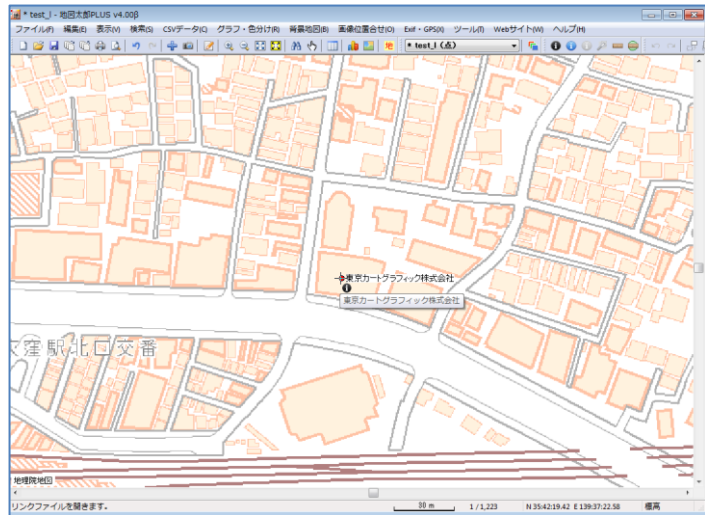 * test_l - 地図太郎PLUS v4.00β
ファイル(F) 編集(E) 表示(V) 検索(S) CSVデータ(C) グラフ・色分け(R) 背景地図(B) 画像位置合せ(O) Exif・GPS(X) ツール(T) Webサイト(W) ヘルプ(H)
* test_l (点)
東京カートグラフィック株式会社
東京カートグラフィック株式会社
窪駅北口交番
地理院地図
リンクファイルを開きます。 30 m 1 / 1,223 N 35:42:19.42 E 139:37:22.58 標高